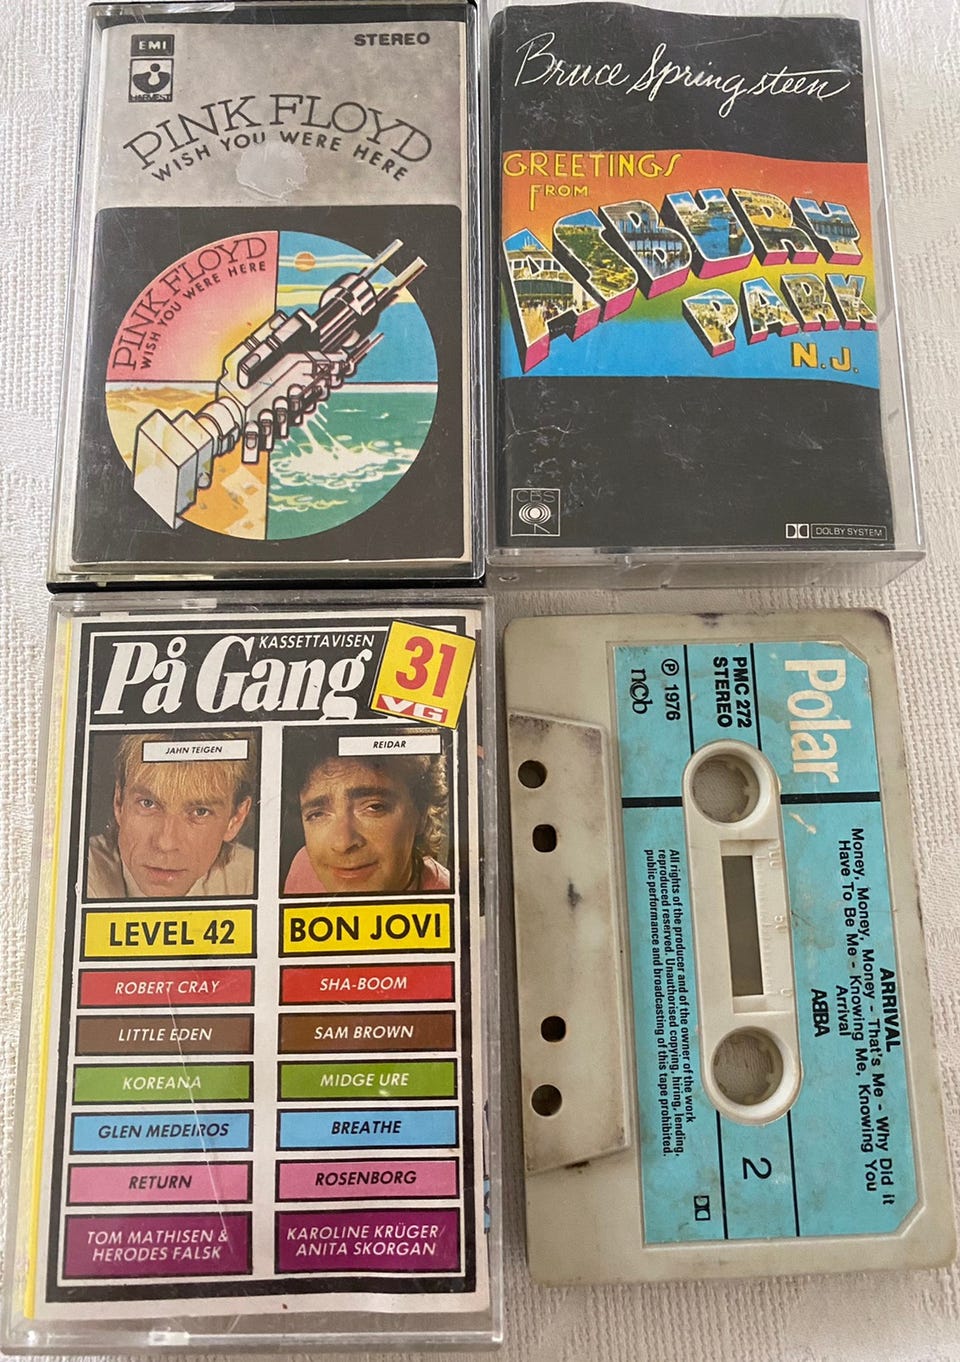 EMI
HARVEST
STEREO
PINK FLOYD
WISH YOU WERE HERE
PINK FLOYD
WISH YOU WERE HERE
Bruce Springsteen
GREETINGS
FROM
ASBURY
PARK
N.J.
CBS
DOLBY SYSTEM
KASSETTAVISEN
På Gang
31
VG
JAHN TEIGEN
REIDAR
LEVEL 42
BON JOVI
ROBERT CRAY
SHA-BOOM
LITTLE EDEN
SAM BROWN
KOREANA
MIDGE URE
GLEN MEDEIROS
BREATHE
RETURN
ROSENBORG
TOM MATHISEN &
HERODES FALSK
KAROLINE KRÜGER/
ANITA SKORGAN
Polar
PMC 272
STEREO
℗ 1976
ncb
ARRIVAL
Money, Money, Money - That's Me - Why Did it
Have To Be Me - Knowing Me, Knowing You
Arrival
ABBA
All rights of the producer and of the owner of the work
reproduced reserved. Unauthorised copying, hiring, lending,
public performance and broadcasting of this tape prohibited.
2